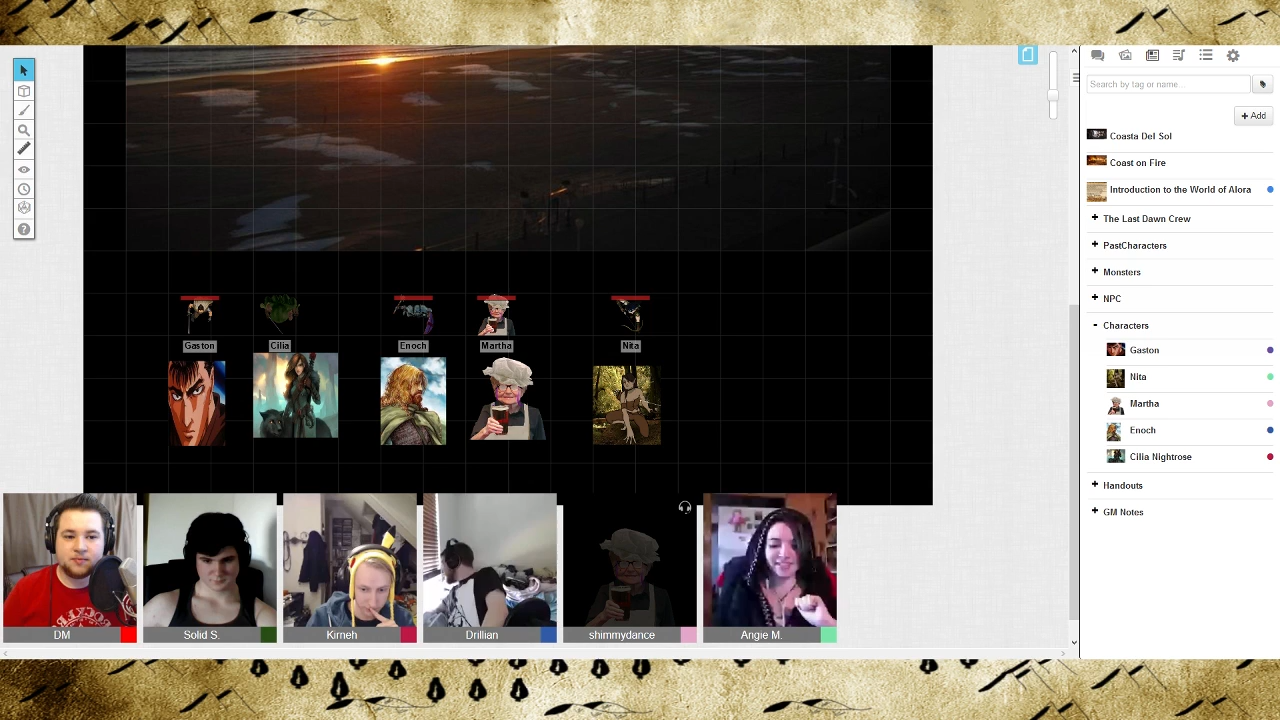 Search by tag or name...
+ Add
Coasta Del Sol
Coast on Fire
Introduction to the World of Alora
+ The Last Dawn Crew
+ PastCharacters
+ Monsters
+ NPC
- Characters
Gaston
Nita
Martha
Enoch
Cilia Nightrose
+ Handouts
+ GM Notes
Gaston
Cilia
Enoch
Martha
Nita
DM
Solid S.
Kirneh
Drillian
shimmydance
Angie M.